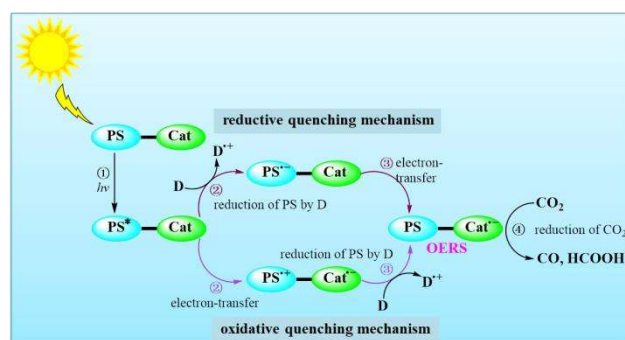 reductive quenching mechanism
PS Cat
D•+
①
hν
D
②
PS•− Cat
③ electron-
transfer
reduction of PS by D
PS* Cat
PS Cat•−
OERS
CO2
④ reduction of CO2
CO, HCOOH
reduction of PS by D
②
electron-transfer
PS•+ Cat•−
③
D•+
D
oxidative quenching mechanism